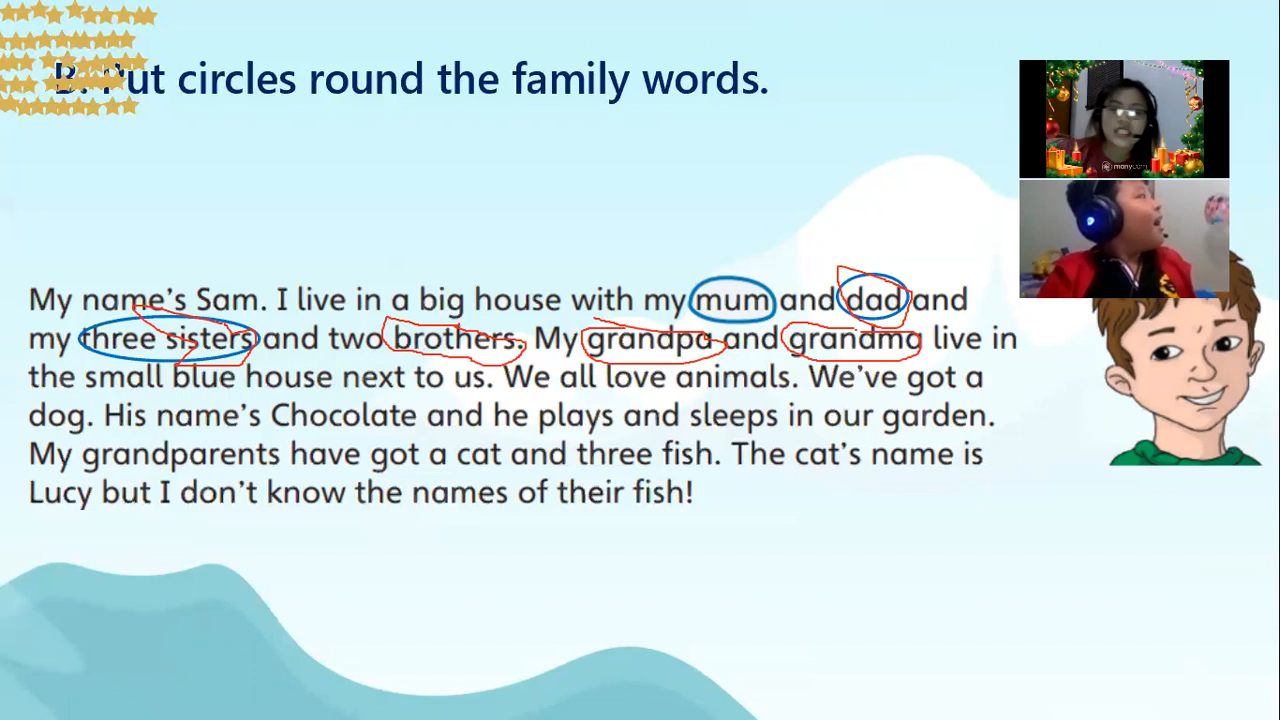 B. Put circles round the family words.
manycam
My name's Sam. I live in a big house with my mum and dad and
my three sisters and two brothers. My grandpa and grandma live in
the small blue house next to us. We all love animals. We've got a
dog. His name's Chocolate and he plays and sleeps in our garden.
My grandparents have got a cat and three fish. The cat's name is
Lucy but I don't know the names of their fish!